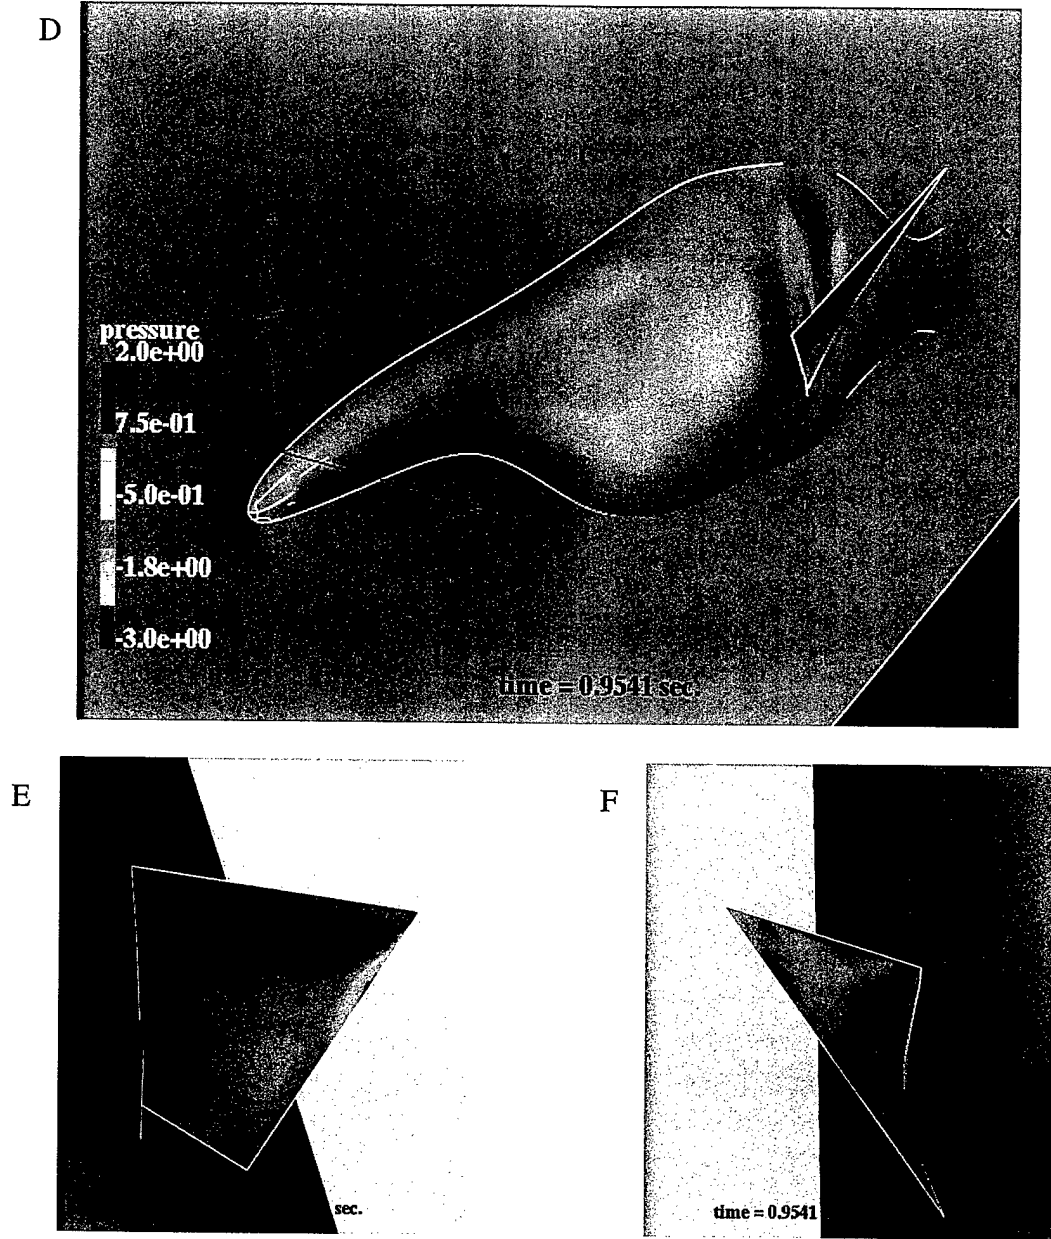 D
X
pressure
2.0e+00
7.5e-01
-5.0e-01
-1.8e+00
-3.0e+00
time = 0.9541 sec.
E
F
sec.
time = 0.9541